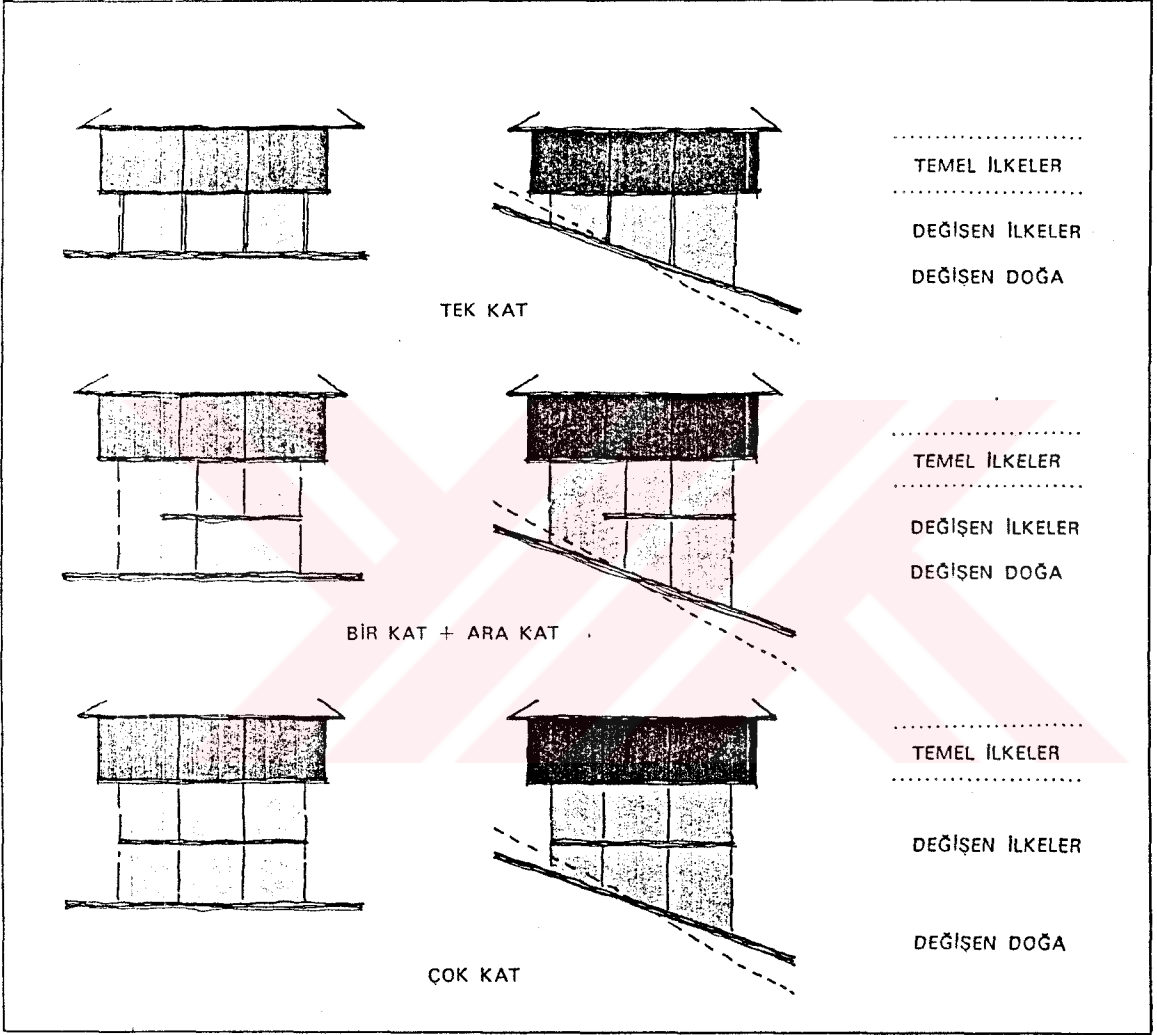 TEMEL İLKELER
DEĞİŞEN İLKELER
DEĞİŞEN DOĞA
TEK KAT
TEMEL İLKELER
DEĞİŞEN İLKELER
DEĞİŞEN DOĞA
BİR KAT + ARA KAT
TEMEL İLKELER
DEĞİŞEN İLKELER
DEĞİŞEN DOĞA
ÇOK KAT